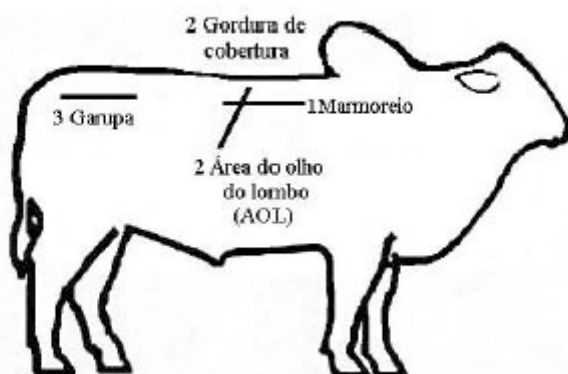 2 Gordura de
cobertura
1Marmoreio
3 Garupa
2 Área do olho
do lombo
(AOL)